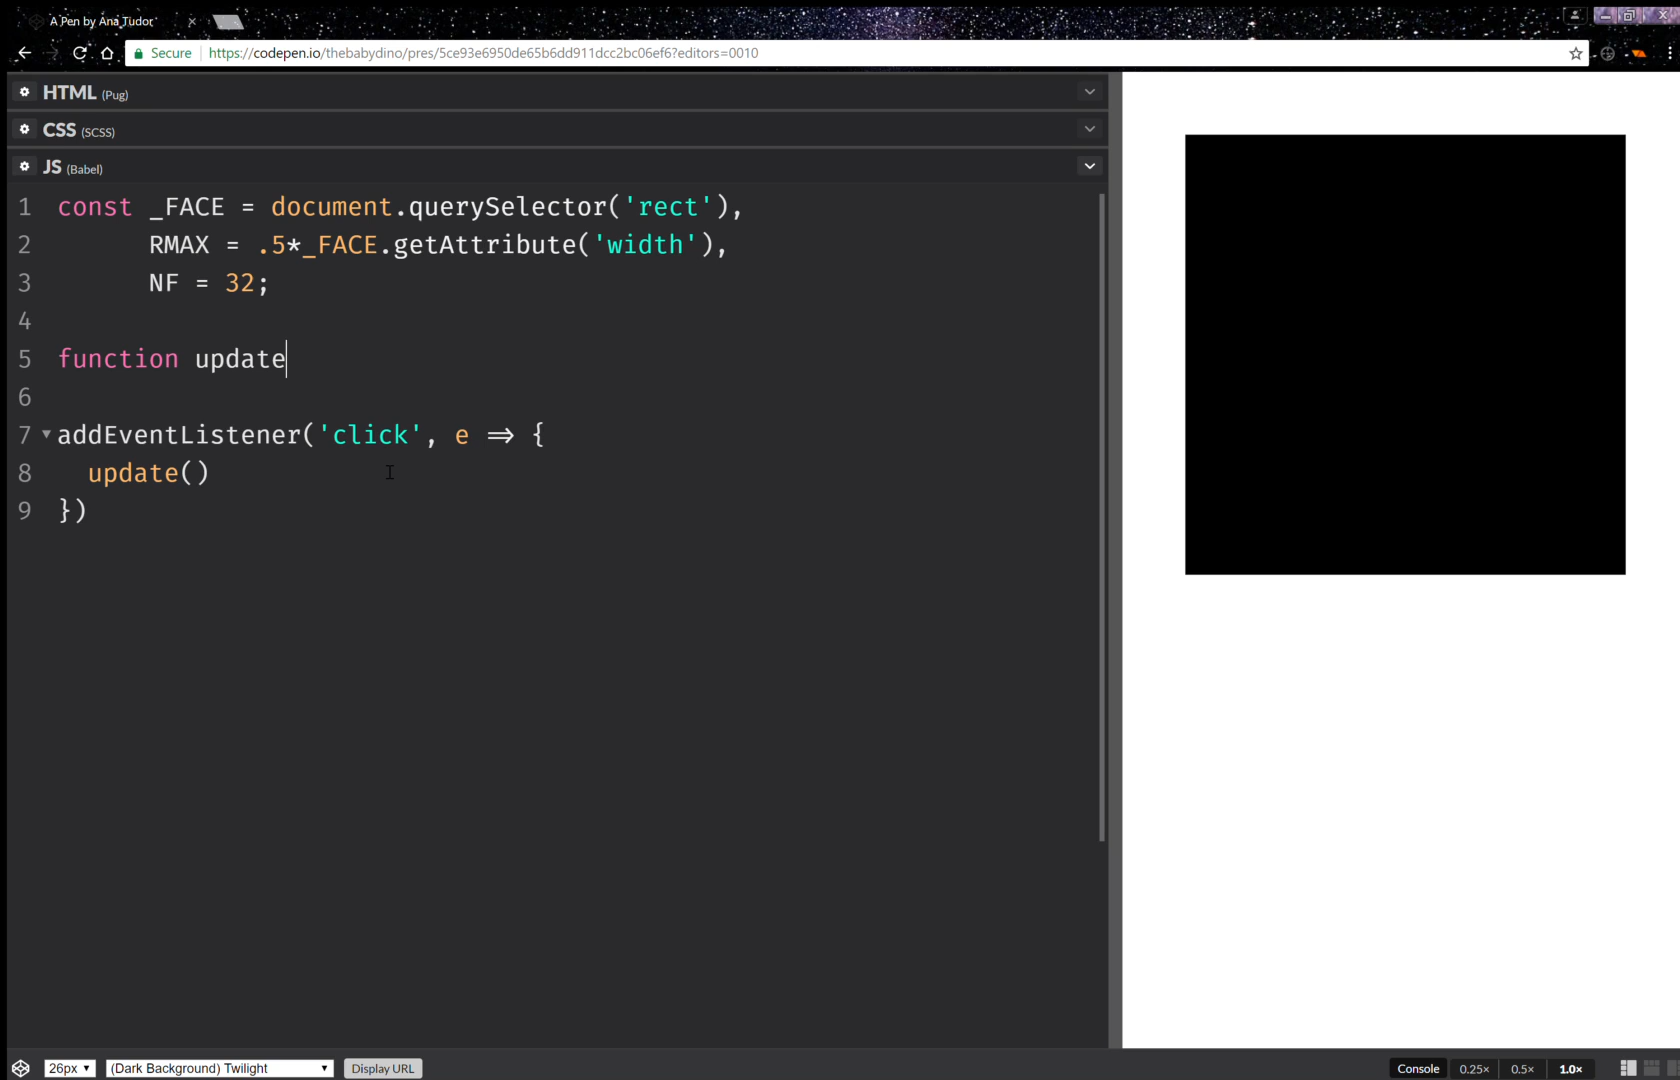 A Pen by Ana Tudor
Secure https://codepen.io/thebabydino/pres/5ce93e6950de65b6dd911dcc2bc06ef6?editors=0010
HTML (Pug)
CSS (SCSS)
JS (Babel)
1 const _FACE = document.querySelector('rect'),
2 RMAX = .5*_FACE.getAttribute('width'),
3 NF = 32;
4
5 function update
6
7 addEventListener('click', e => {
8 update()
9 })
26px (Dark Background) Twilight Display URL Console 0.25× 0.5× 1.0×